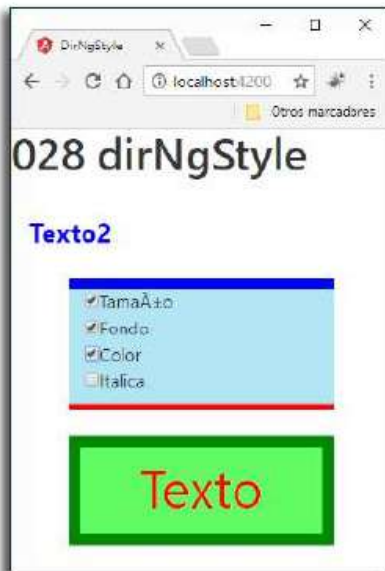 DirNgStyle
localhost:4200
Otros marcadores
028 dirNgStyle
Texto2
TamaÃ±o
Fondo
Color
Italica
Texto